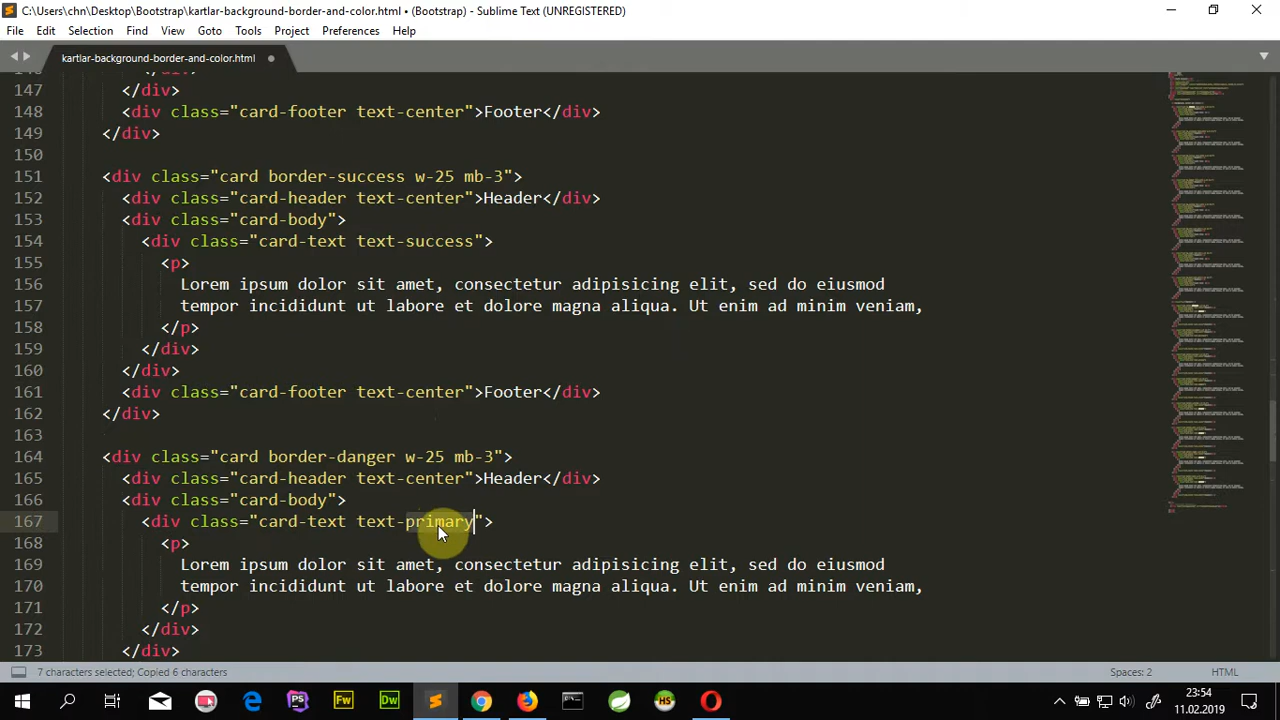 C:\Users\chn\Desktop\Bootstrap\kartlar-background-border-and-color.html • (Bootstrap) - Sublime Text (UNREGISTERED)
File Edit Selection Find View Goto Tools Project Preferences Help
kartlar-background-border-and-color.html
147 </div>
148 <div class="card-footer text-center">Footer</div>
149 </div>
150
151 <div class="card border-success w-25 mb-3">
152 <div class="card-header text-center">Header</div>
153 <div class="card-body">
154 <div class="card-text text-success">
155 <p>
156 Lorem ipsum dolor sit amet, consectetur adipisicing elit, sed do eiusmod
157 tempor incididunt ut labore et dolore magna aliqua. Ut enim ad minim veniam,
158 </p>
159 </div>
160 </div>
161 <div class="card-footer text-center">Footer</div>
162 </div>
163
164 <div class="card border-danger w-25 mb-3">
165 <div class="card-header text-center">Header</div>
166 <div class="card-body">
167 <div class="card-text text-primary">
168 <p>
169 Lorem ipsum dolor sit amet, consectetur adipisicing elit, sed do eiusmod
170 tempor incididunt ut labore et dolore magna aliqua. Ut enim ad minim veniam,
171 </p>
172 </div>
173 </div>
7 characters selected; Copied 6 characters
Spaces: 2
HTML
PS
Fw
Dw
HS
23:54
11.02.2019